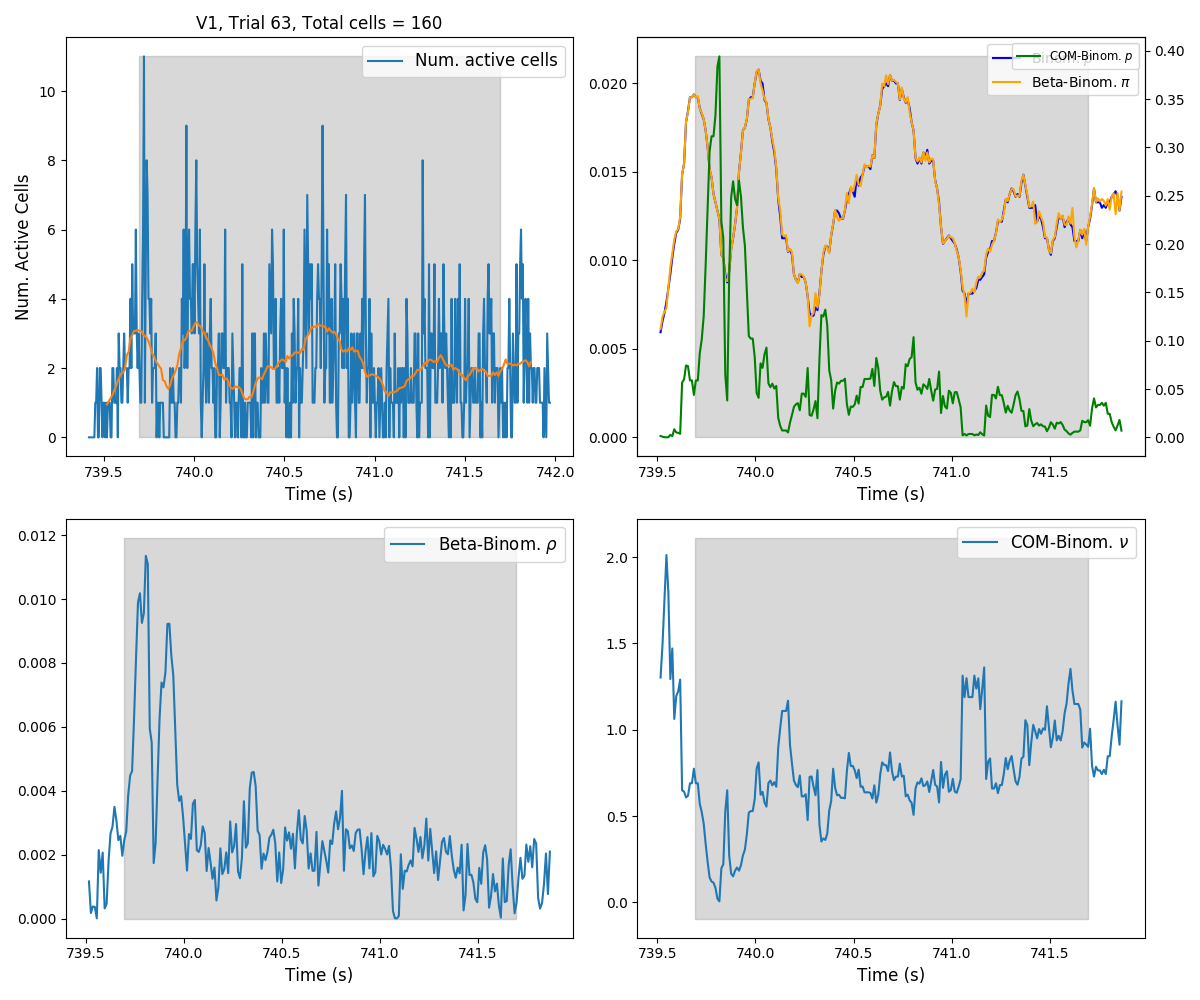 V1, Trial 63, Total cells = 160
Num. active cells
Num. Active Cells
10
8
6
4
2
0
739.5 740.0 740.5 741.0 741.5 742.0
Time (s)
COM-Binom. p
Beta-Binom. π
0.020
0.015
0.010
0.005
0.000
0.40
0.35
0.30
0.25
0.20
0.15
0.10
0.05
0.00
739.5 740.0 740.5 741.0 741.5
Time (s)
Beta-Binom. ρ
0.012
0.010
0.008
0.006
0.004
0.002
0.000
739.5 740.0 740.5 741.0 741.5
Time (s)
COM-Binom. ν
2.0
1.5
1.0
0.5
0.0
739.5 740.0 740.5 741.0 741.5
Time (s)